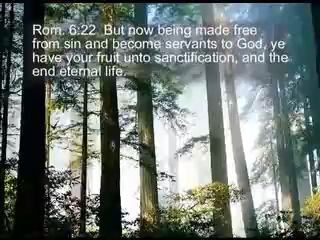 Rom. 6:22  But now being made free
from sin and become servants to God, ye
have your fruit unto sanctification, and the
end eternal life.